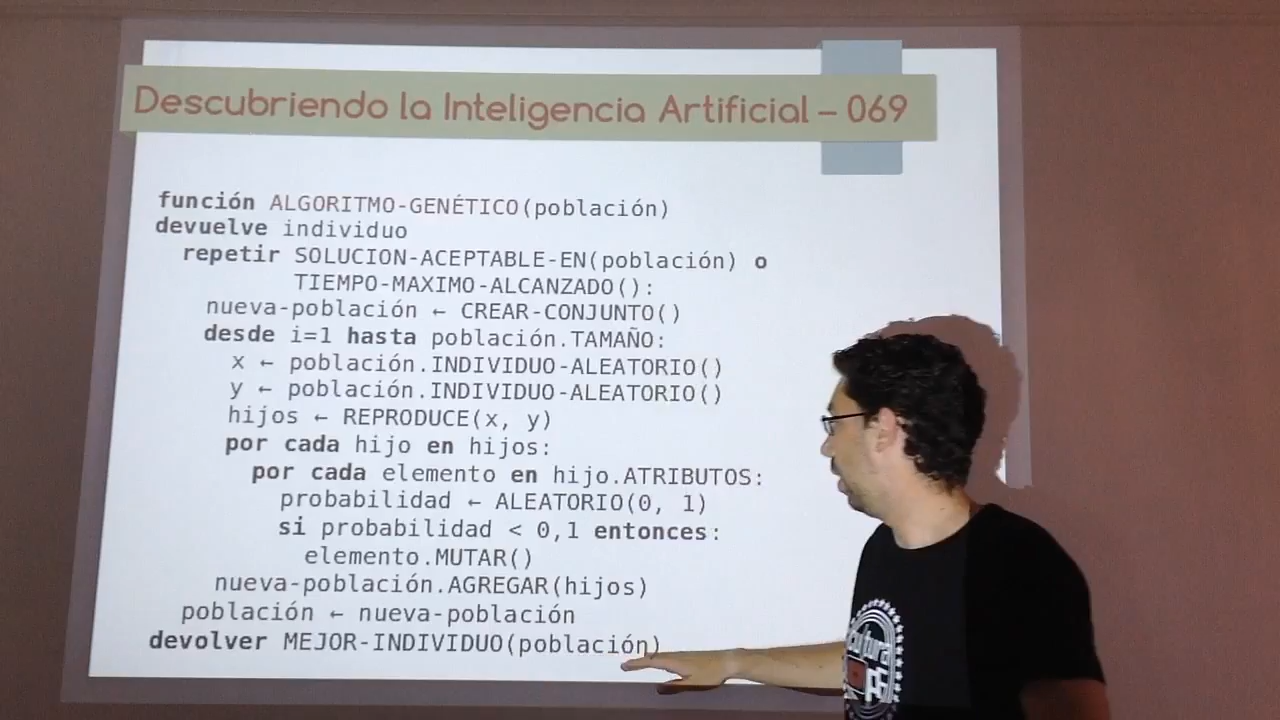 Descubriendo la Inteligencia Artificial – 069
función ALGORITMO-GENÉTICO(población)
devuelve individuo
repetir SOLUCION-ACEPTABLE-EN(población) o
TIEMPO-MAXIMO-ALCANZADO():
nueva-población ← CREAR-CONJUNTO()
desde i=1 hasta población.TAMAÑO:
x ← población.INDIVIDUO-ALEATORIO()
y ← población.INDIVIDUO-ALEATORIO()
hijos ← REPRODUCE(x, y)
por cada hijo en hijos:
por cada elemento en hijo.ATRIBUTOS:
probabilidad ← ALEATORIO(0, 1)
si probabilidad < 0,1 entonces:
elemento.MUTAR()
nueva-población.AGREGAR(hijos)
población ← nueva-población
devolver MEJOR-INDIVIDUO(población)